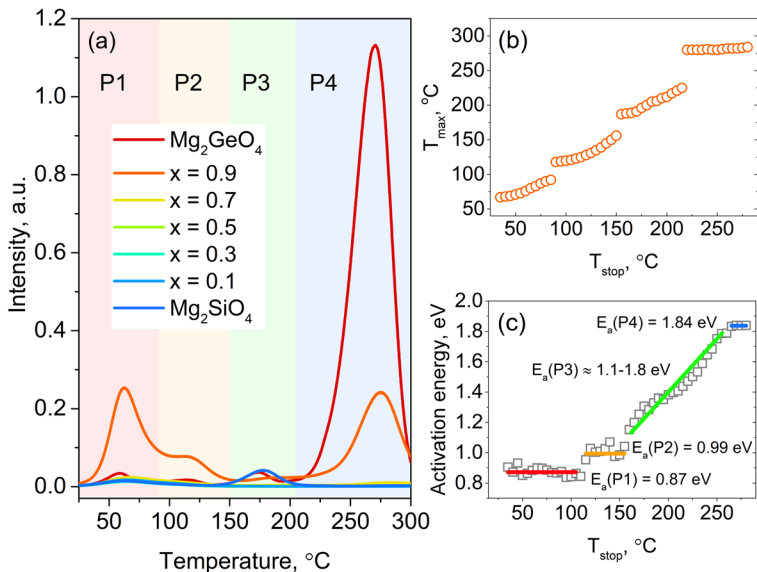 (a)
P1 P2 P3 P4
Mg₂GeO₄
x = 0.9
x = 0.7
x = 0.5
x = 0.3
x = 0.1
Mg₂SiO₄
Intensity, a.u.
1.2
1.0
0.8
0.6
0.4
0.2
0.0
50 100 150 200 250 300
Temperature, °C
(b)
T_max, °C
300
250
200
150
100
50
50 100 150 200 250
T_stop, °C
(c)
Activation energy, eV
2.0
1.8
1.6
1.4
1.2
1.0
0.8
Eₐ(P4) = 1.84 eV
Eₐ(P3) ≈ 1.1-1.8 eV
Eₐ(P2) = 0.99 eV
Eₐ(P1) = 0.87 eV
50 100 150 200 250
T_stop, °C